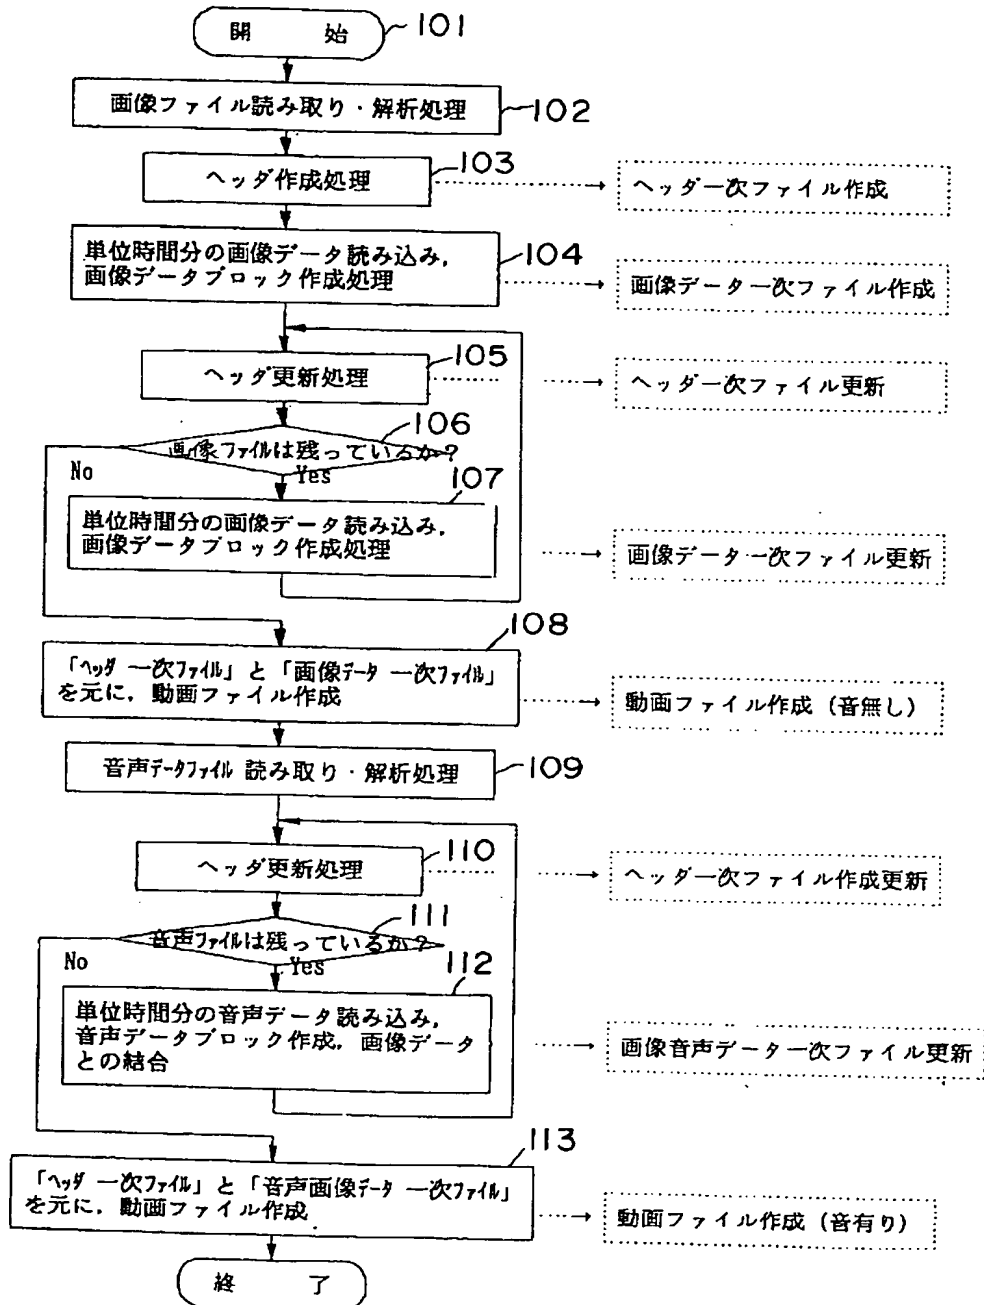 開 始
101
画像ファイル読み取り・解析処理
102
ヘッダ作成処理
103
ヘッダ一次ファイル作成
単位時間分の画像データ読み込み,
画像データブロック作成処理
104
画像データ一次ファイル作成
ヘッダ更新処理
105
ヘッダ一次ファイル更新
106
画像ファイルは残っているか?
No
Yes
107
単位時間分の画像データ読み込み,
画像データブロック作成処理
画像データ一次ファイル更新
108
「ヘッダ 一次ファイル」と「画像データ 一次ファイル」
を元に, 動画ファイル作成
動画ファイル作成 (音無し)
音声データファイル 読み取り・解析処理
109
ヘッダ更新処理
110
ヘッダ一次ファイル作成更新
111
音声ファイルは残っているか?
No
Yes
112
単位時間分の音声データ読み込み,
音声データブロック作成, 画像データ
との結合
画像音声データ一次ファイル更新
113
「ヘッダ 一次ファイル」と「音声画像データ 一次ファイル」
を元に, 動画ファイル作成
動画ファイル作成 (音有り)
終 了